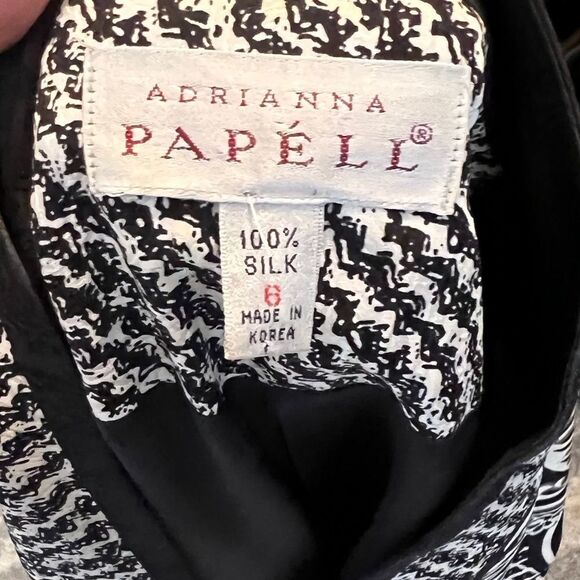 ADRIANNA
PAPÉLL®
100%
SILK
6
MADE IN
KOREA